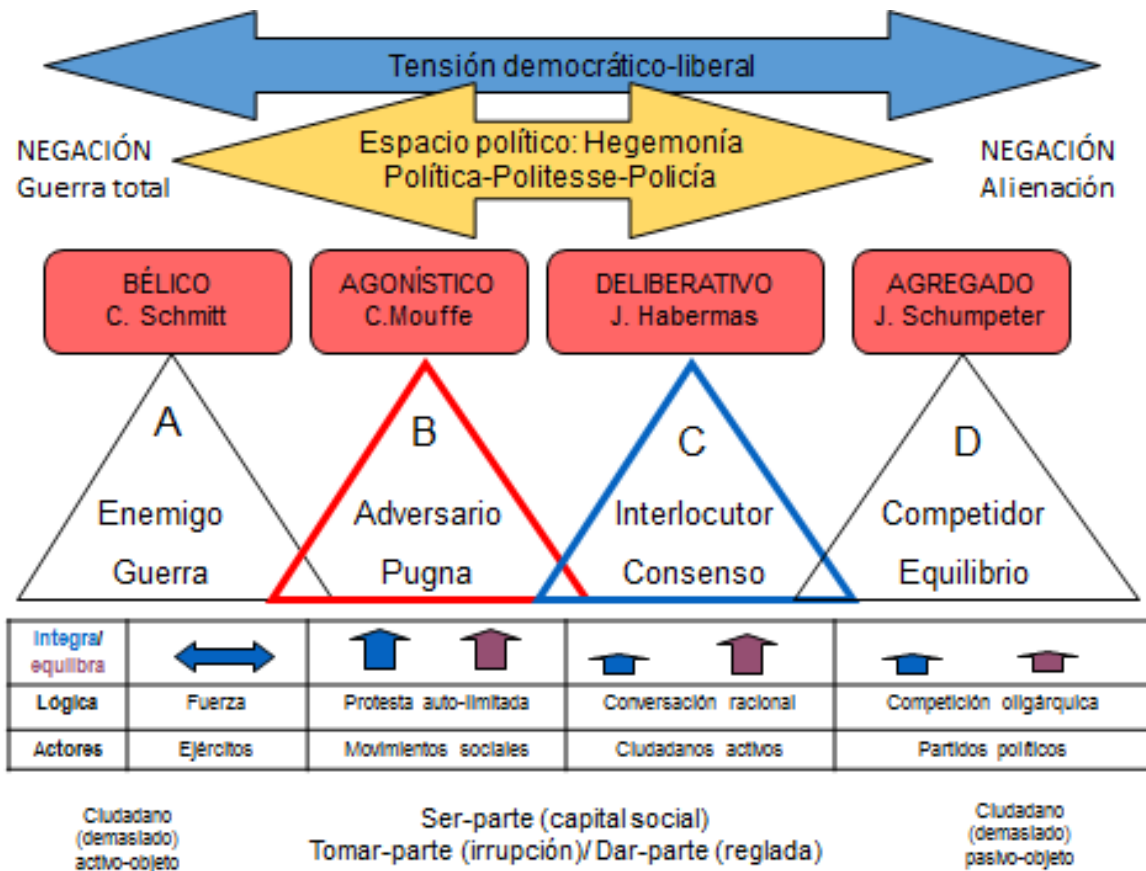 Tensión democrático-liberal
NEGACIÓN
Guerra total
Espacio político: Hegemonía
Política-Politesse-Policía
NEGACIÓN
Alienación
BÉLICO
C. Schmitt
AGONÍSTICO
C.Mouffe
DELIBERATIVO
J. Habermas
AGREGADO
J. Schumpeter
A
Enemigo
Guerra
B
Adversario
Pugna
C
Interlocutor
Consenso
D
Competidor
Equilibrio
Integra/
equilibra
Lógica
Fuerza
Protesta auto-limitada
Conversación racional
Competición oligárquica
Actores
Ejércitos
Movimientos sociales
Ciudadanos activos
Partidos políticos
Ciudadano
(demasiado)
activo-objeto
Ser-parte (capital social)
Tomar-parte (irrupción)/ Dar-parte (reglada)
Ciudadano
(demasiado)
pasivo-objeto